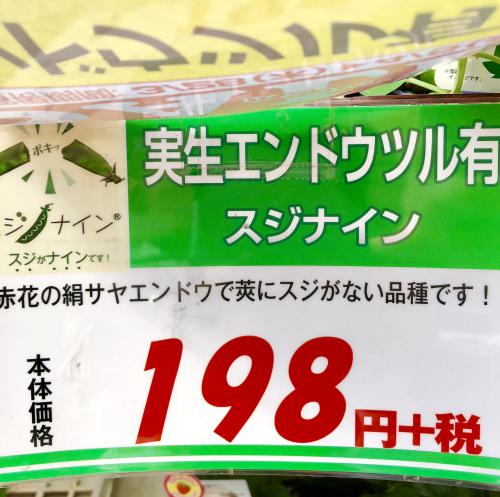 ポキッ
スジナイン®
スジがナインです!
実生エンドウツル有
スジナイン
赤花の絹サヤエンドウで莢にスジがない品種です!
本体価格
198円+税